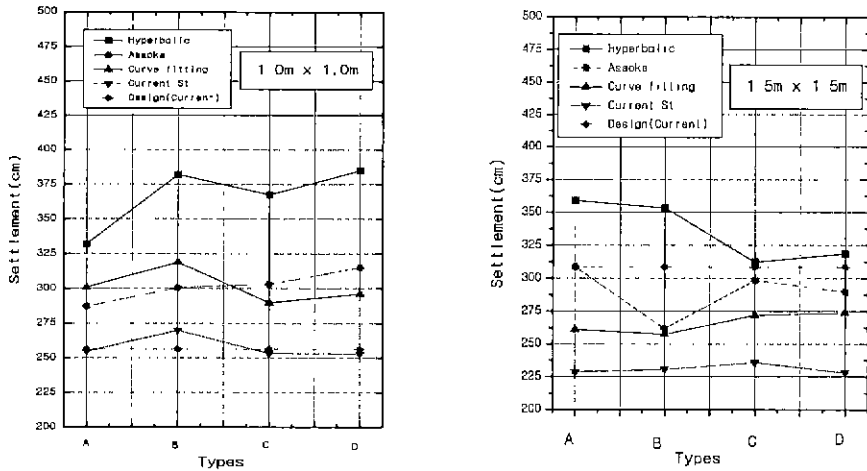 500
475
450
425
400
375
350
325
300
275
250
225
200
Settlement(cm)
Hyperbolic
Asaoka
Curve fitting
Current St
Design(Current)
1 0m × 1.0m
A
B
C
D
Types
500
475
450
425
400
375
350
325
300
275
250
225
200
Settlement(cm)
Hyperbolic
Asaoka
Curve filling
Current St
Design(Current)
1 5m × 1 5m
A
B
C
D
Types